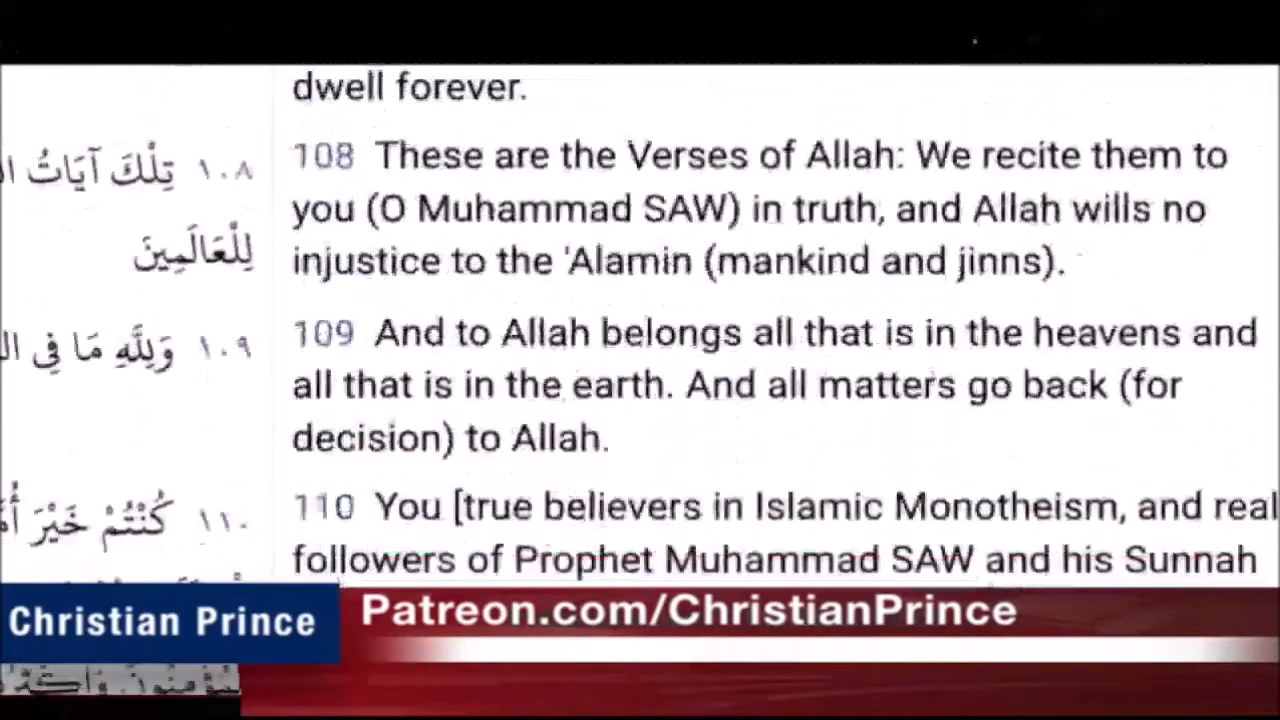 dwell forever.
١٠٨ تِلْكَ آيَاتُ
108 These are the Verses of Allah: We recite them to
you (O Muhammad SAW) in truth, and Allah wills no
لِلْعَالَمِينَ
injustice to the 'Alamin (mankind and jinns).
١٠٩ وَلِلَّهِ مَا فِي
109 And to Allah belongs all that is in the heavens and
all that is in the earth. And all matters go back (for
decision) to Allah.
١١٠ كُنْتُمْ خَيْرَ
110 You [true believers in Islamic Monotheism, and real
followers of Prophet Muhammad SAW and his Sunnah
Christian Prince
Patreon.com/ChristianPrince